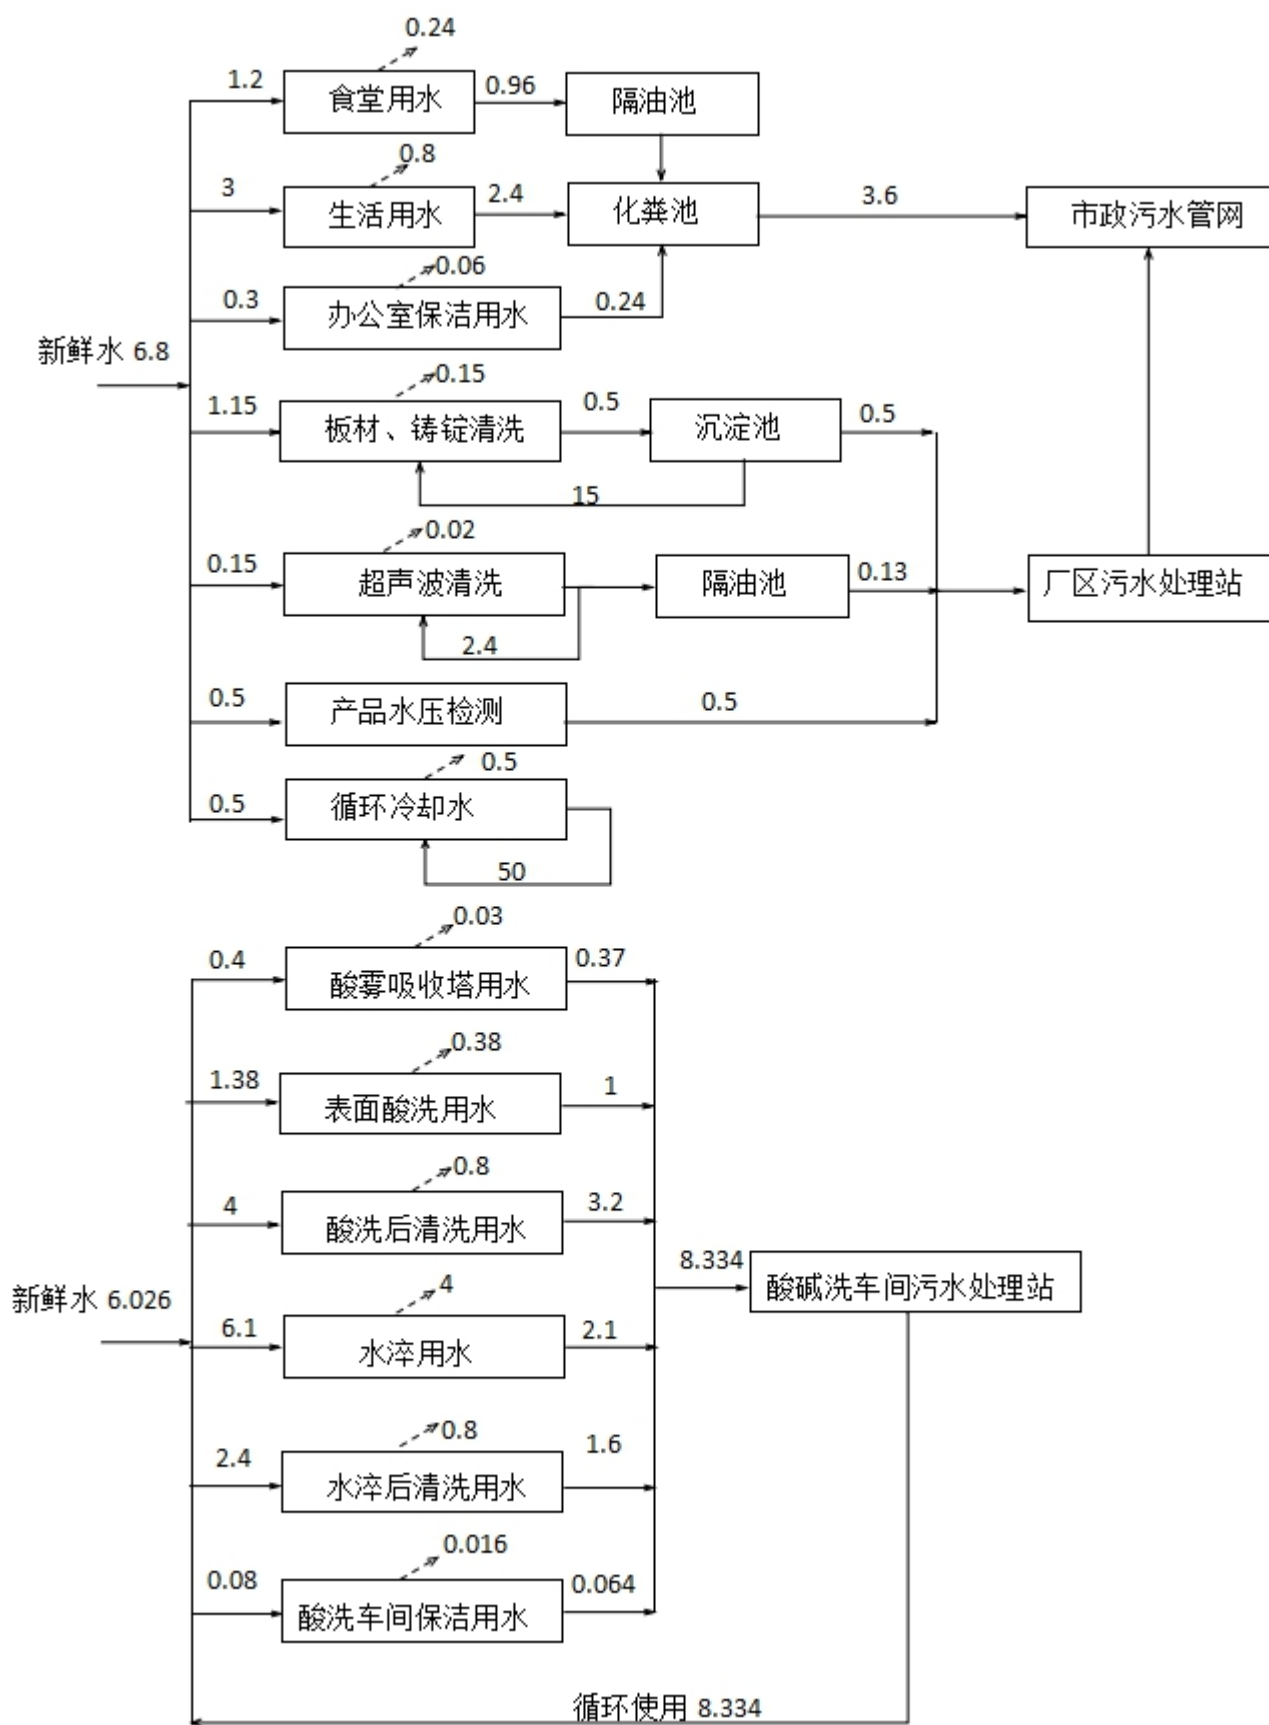 0.24
1.2
食堂用水
0.96
隔油池
0.8
3
生活用水
2.4
化粪池
3.6
市政污水管网
0.06
0.3
办公室保洁用水
0.24
新鲜水 6.8
0.15
1.15
板材、铸锭清洗
0.5
沉淀池
0.5
15
0.02
0.15
超声波清洗
隔油池
0.13
厂区污水处理站
2.4
0.5
产品水压检测
0.5
0.5
0.5
循环冷却水
50
0.03
0.4
酸雾吸收塔用水
0.37
0.38
1.38
表面酸洗用水
1
0.8
4
酸洗后清洗用水
3.2
8.334
酸碱洗车间污水处理站
新鲜水 6.026
4
6.1
水淬用水
2.1
0.8
2.4
水淬后清洗用水
1.6
0.016
0.08
酸洗车间保洁用水
0.064
循环使用 8.334